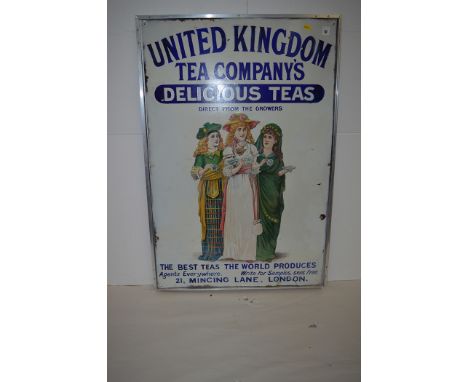 UNITED KINGDOM
TEA COMPANY'S
DELICIOUS TEAS
DIRECT FROM THE GROWERS
THE BEST TEAS THE WORLD PRODUCES
Agents Everywhere. Write for Samples, sent free.
21, MINCING LANE, LONDON.